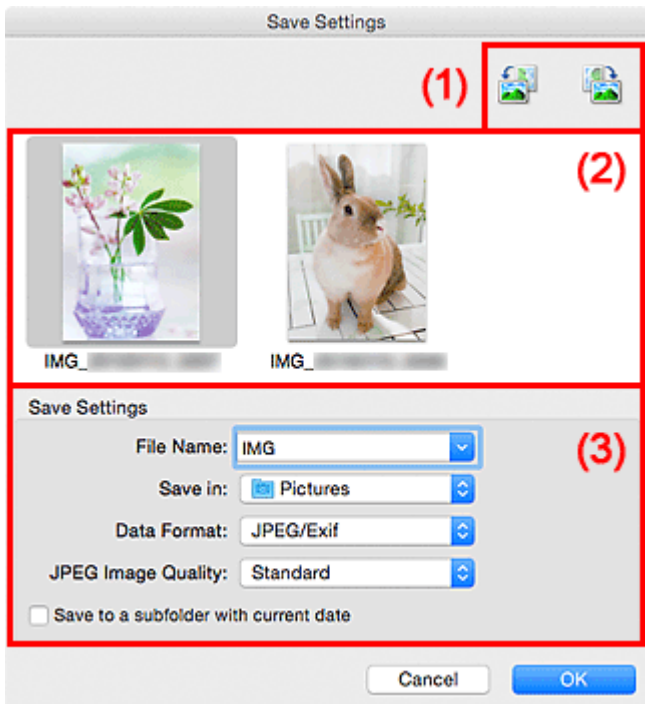 Save Settings
(1)
(2)
IMG_ IMG_
Save Settings
(3)
File Name: IMG
Save in: Pictures
Data Format: JPEG/Exif
JPEG Image Quality: Standard
Save to a subfolder with current date
Cancel OK